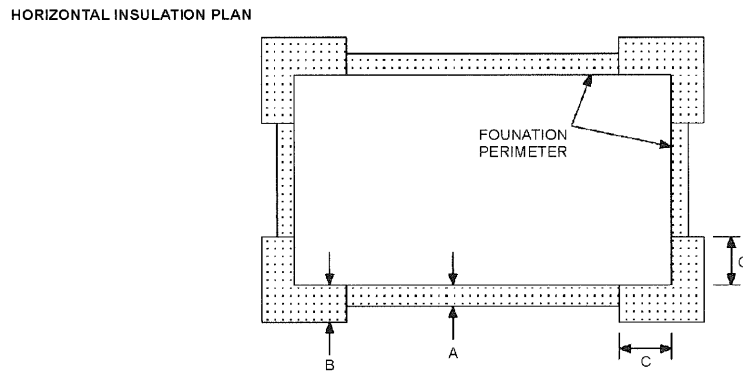 HORIZONTAL INSULATION PLAN
FOUNATION
PERIMETER
C
B
A
C